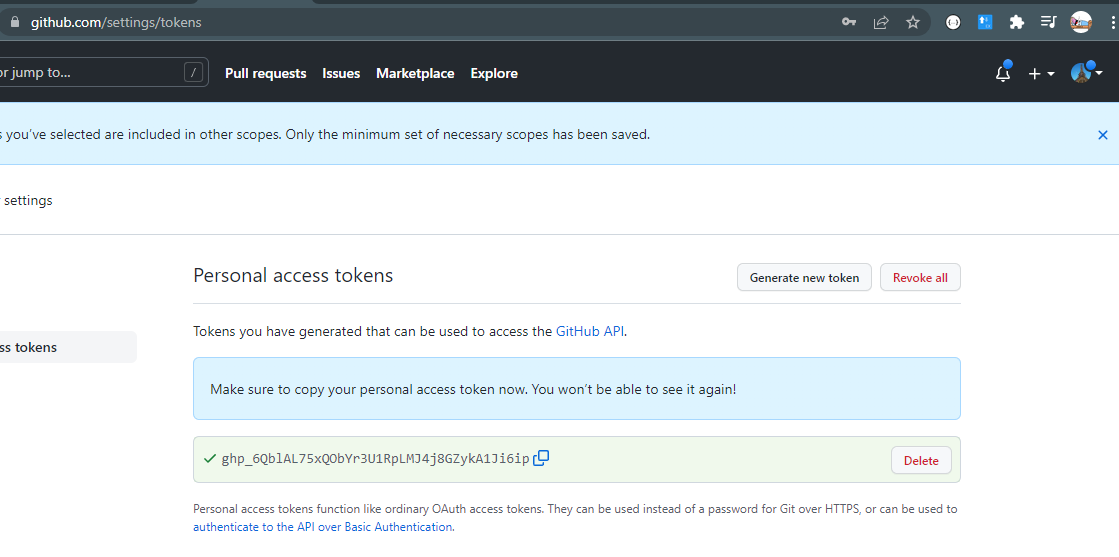 github.com/settings/tokens
or jump to... /
Pull requests Issues Marketplace Explore
s you've selected are included in other scopes. Only the minimum set of necessary scopes has been saved.
settings
Personal access tokens
Generate new token Revoke all
Tokens you have generated that can be used to access the GitHub API.
ss tokens
Make sure to copy your personal access token now. You won't be able to see it again!
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
Delete
Personal access tokens function like ordinary OAuth access tokens. They can be used instead of a password for Git over HTTPS, or can be used to
authenticate to the API over Basic Authentication.